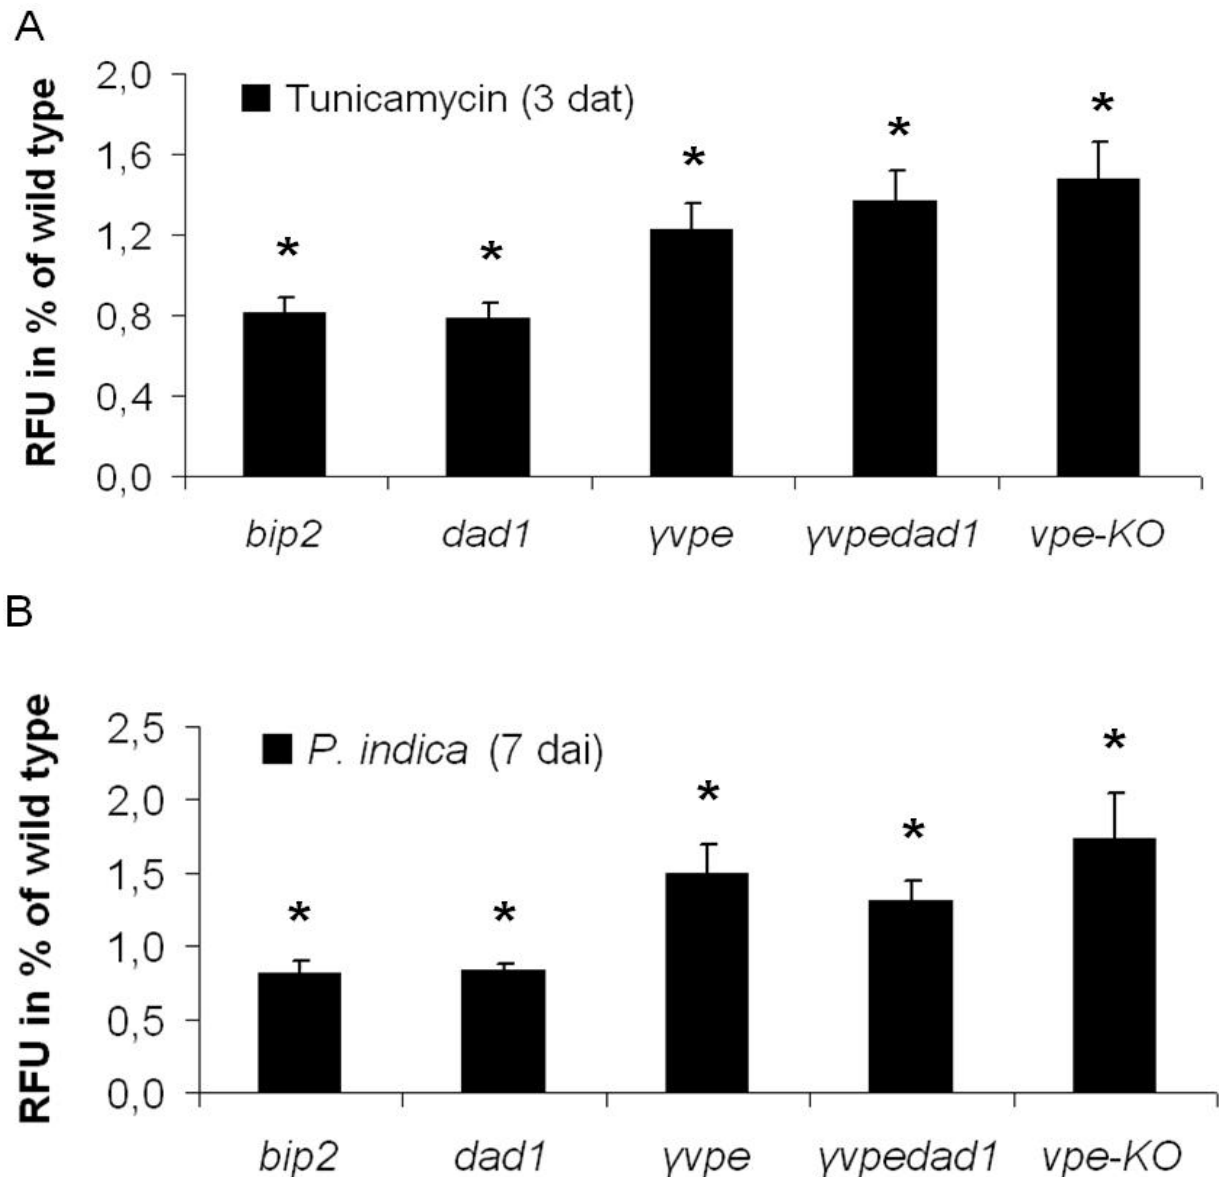 A
RFU in % of wild type
2,0
1,6
1,2
0,8
0,4
0,0
Tunicamycin (3 dat)
* * * * *
bip2 dad1 γvpe γvpedad1 vpe-KO
B
RFU in % of wild type
2,5
2,0
1,5
1,0
0,5
0,0
P. indica (7 dai)
* * * * *
bip2 dad1 γvpe γvpedad1 vpe-KO